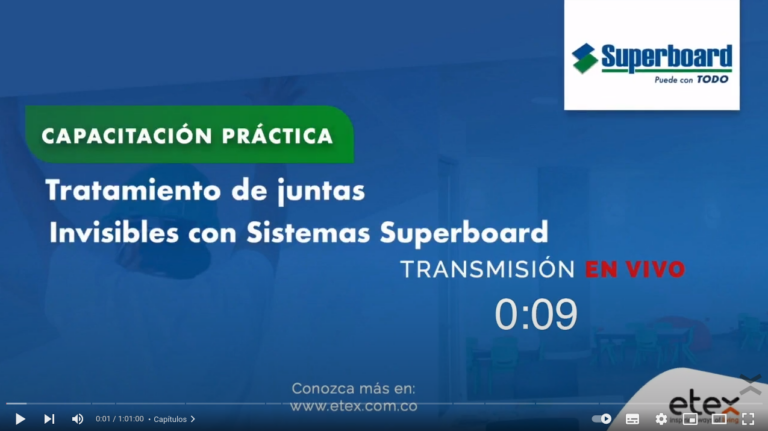 Superboard
Puede con TODO
CAPACITACIÓN PRÁCTICA
Tratamiento de juntas
Invisibles con Sistemas Superboard
TRANSMISIÓN EN VIVO
0:09
Conozca más en:
www.etex.com.co
etex
0:01 / 1:01:00 • Capítulos >